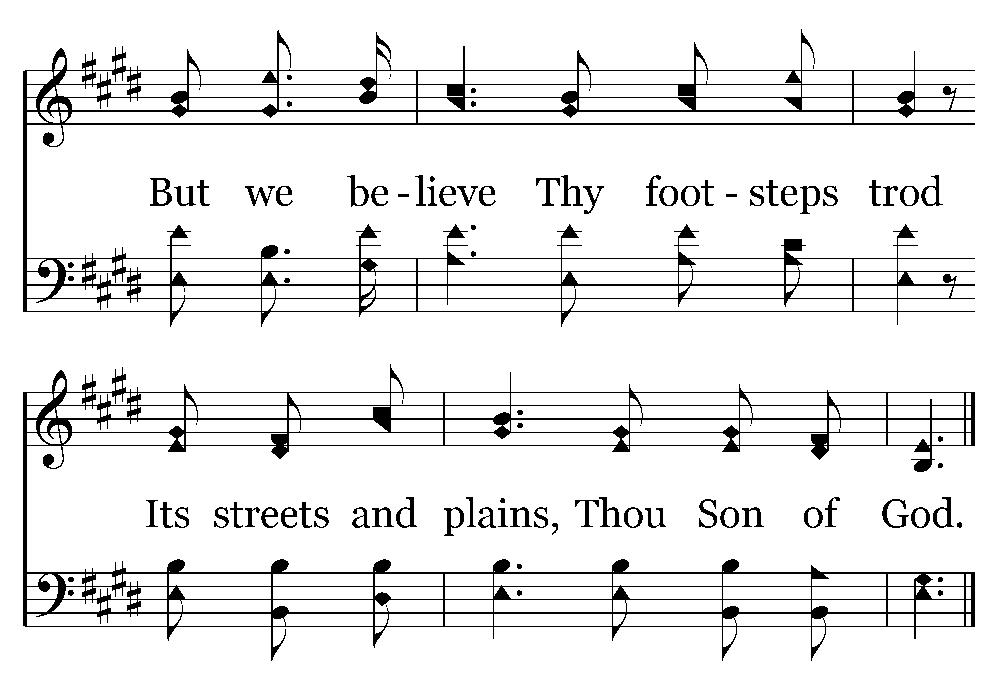 But we be - lieve Thy foot - steps trod
Its streets and plains, Thou Son of God.